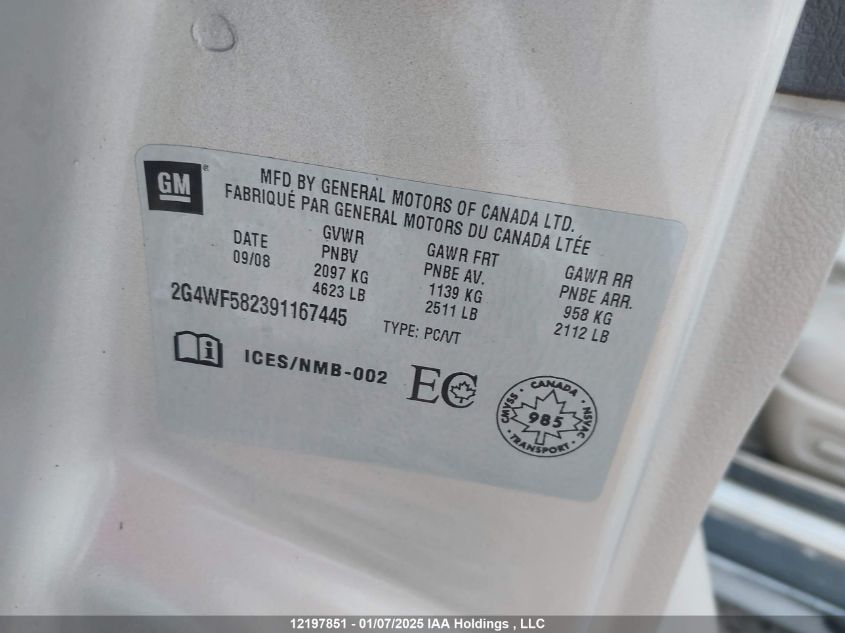 GM
MFD BY GENERAL MOTORS OF CANADA LTD.
FABRIQUÉ PAR GENERAL MOTORS DU CANADA LTÉE
DATE
09/08
GVWR
PNBV
2097 KG
4623 LB
GAWR FRT
PNBE AV.
1139 KG
2511 LB
GAWR RR
PNBE ARR.
958 KG
2112 LB
2G4WF582391167445
TYPE: PC/VT
ICES/NMB-002
EC
CANADA
CMVSS
985
NSVAC
TRANSPORT
12197851 - 01/07/2025 IAA Holdings , LLC